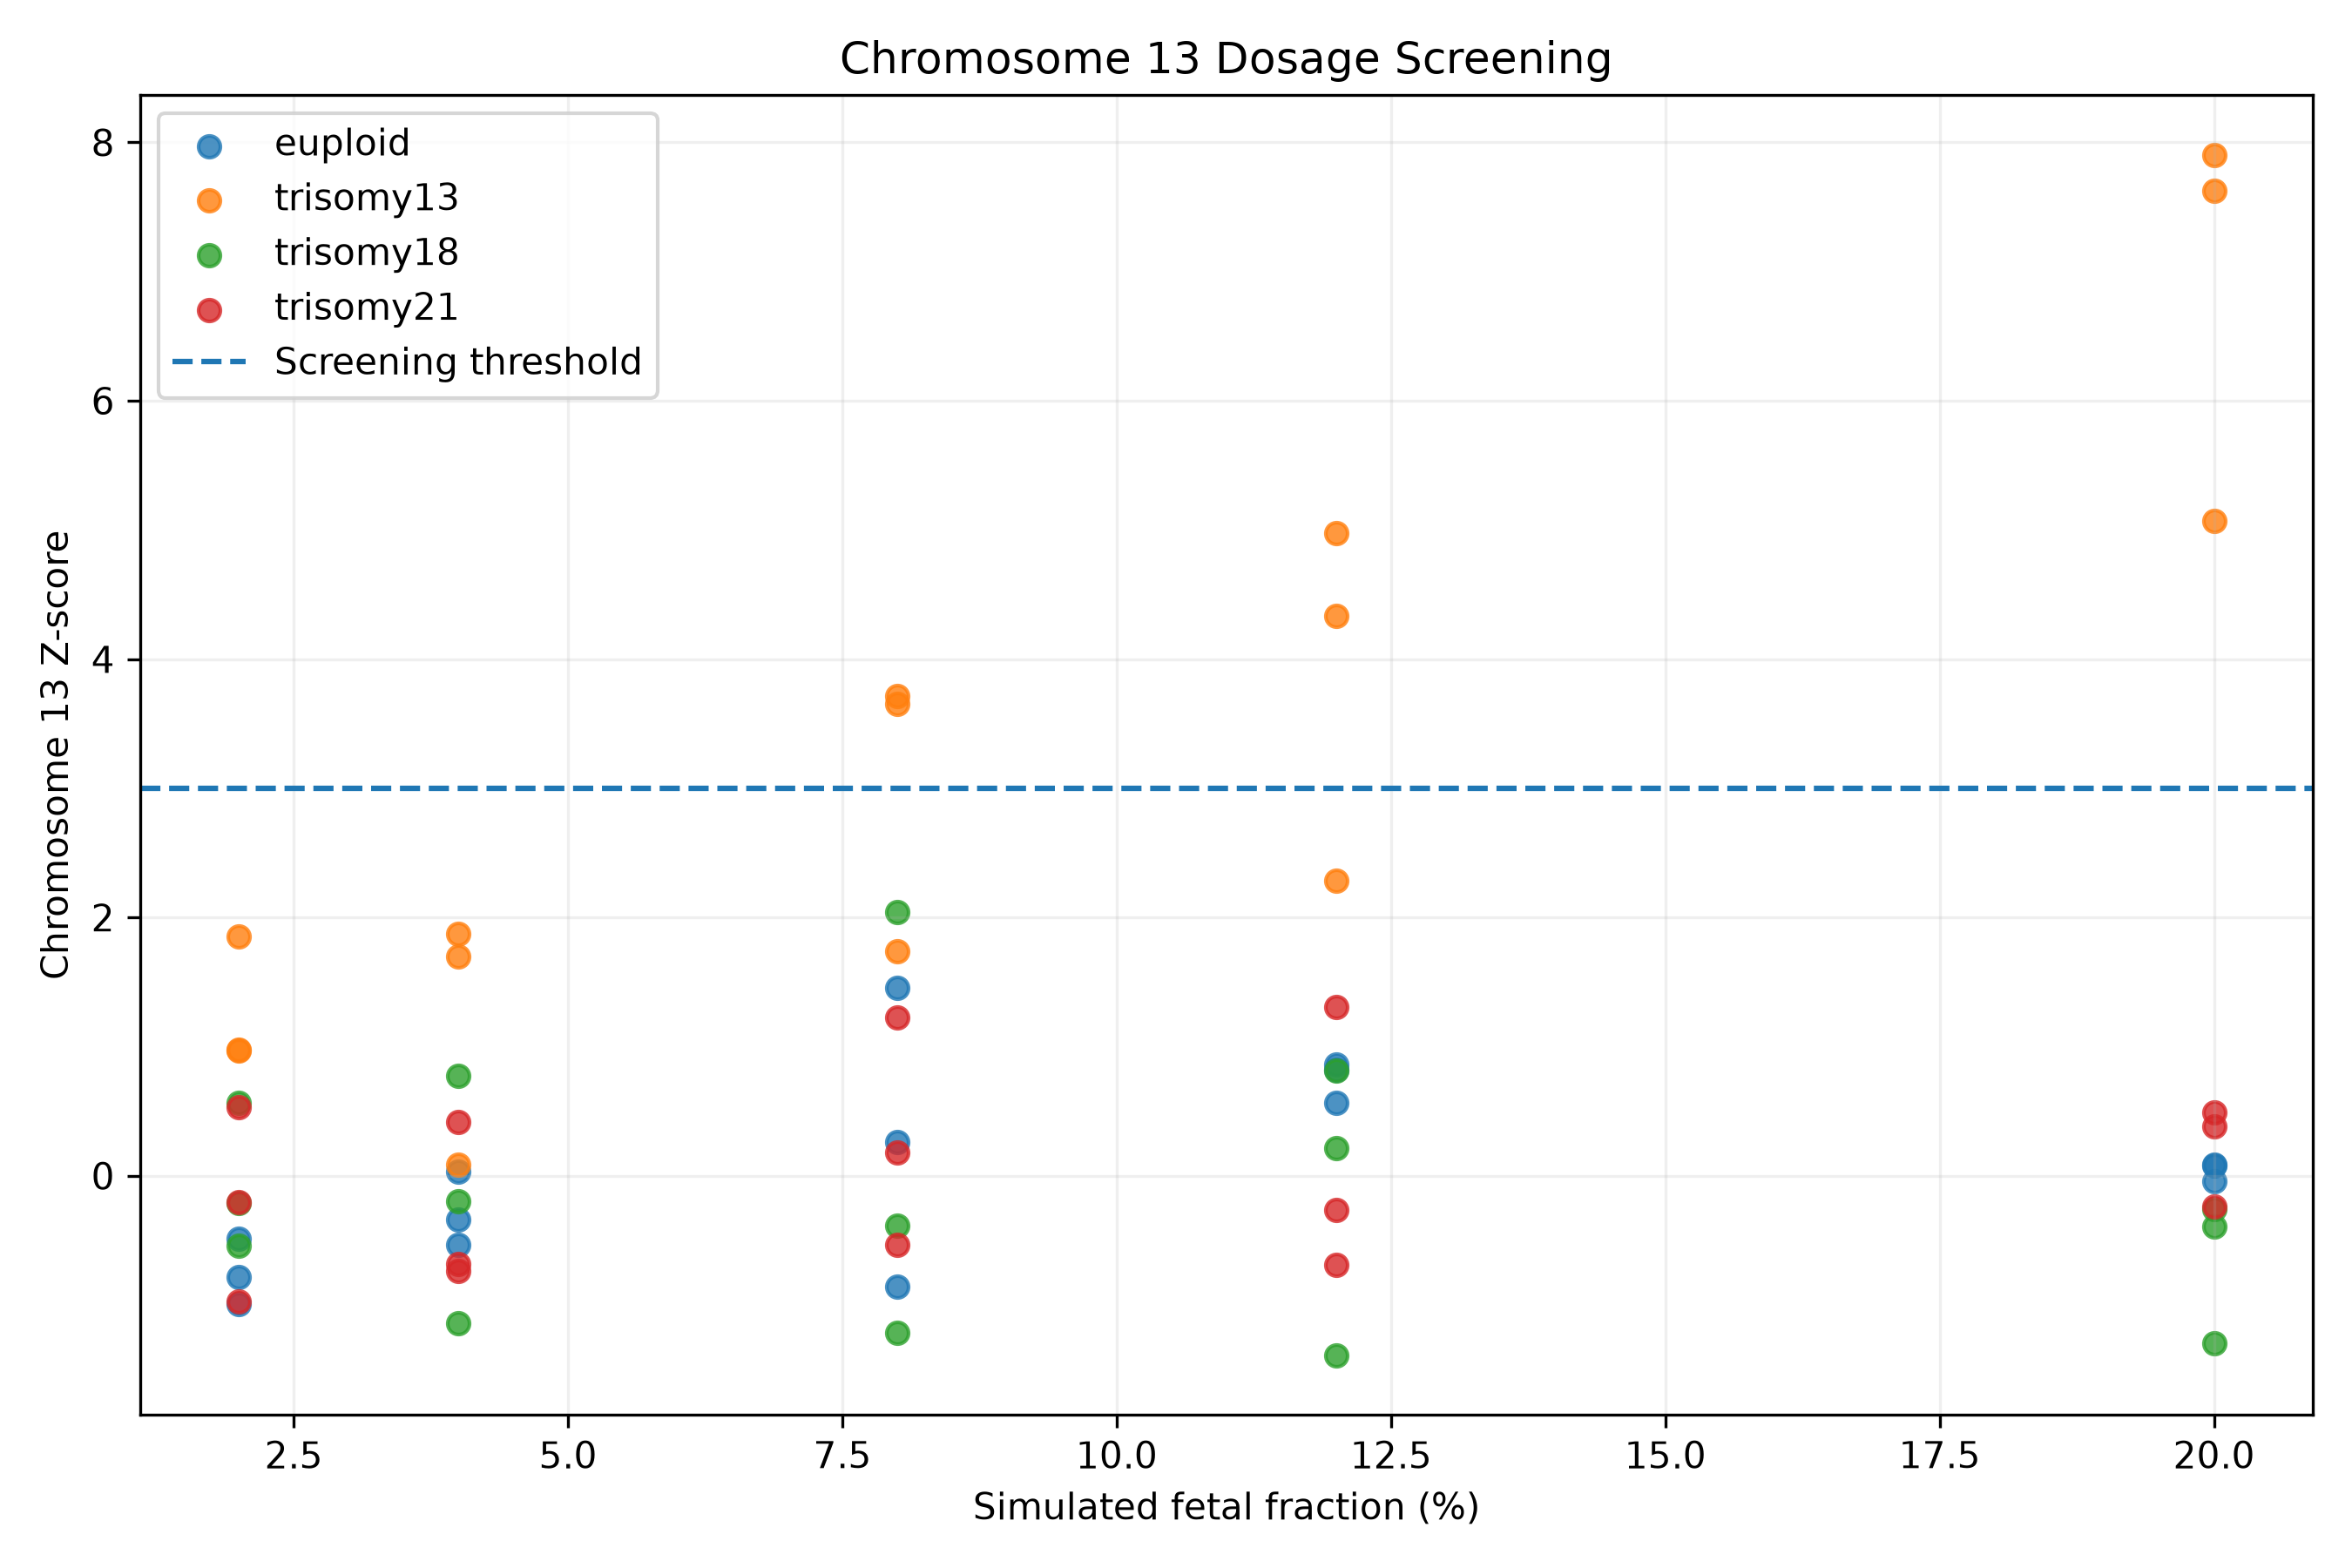 Chromosome 13 Dosage Screening
euploid
trisomy13
trisomy18
trisomy21
Screening threshold
8
6
4
2
0
Chromosome 13 Z-score
2.5 5.0 7.5 10.0 12.5 15.0 17.5 20.0
Simulated fetal fraction (%)